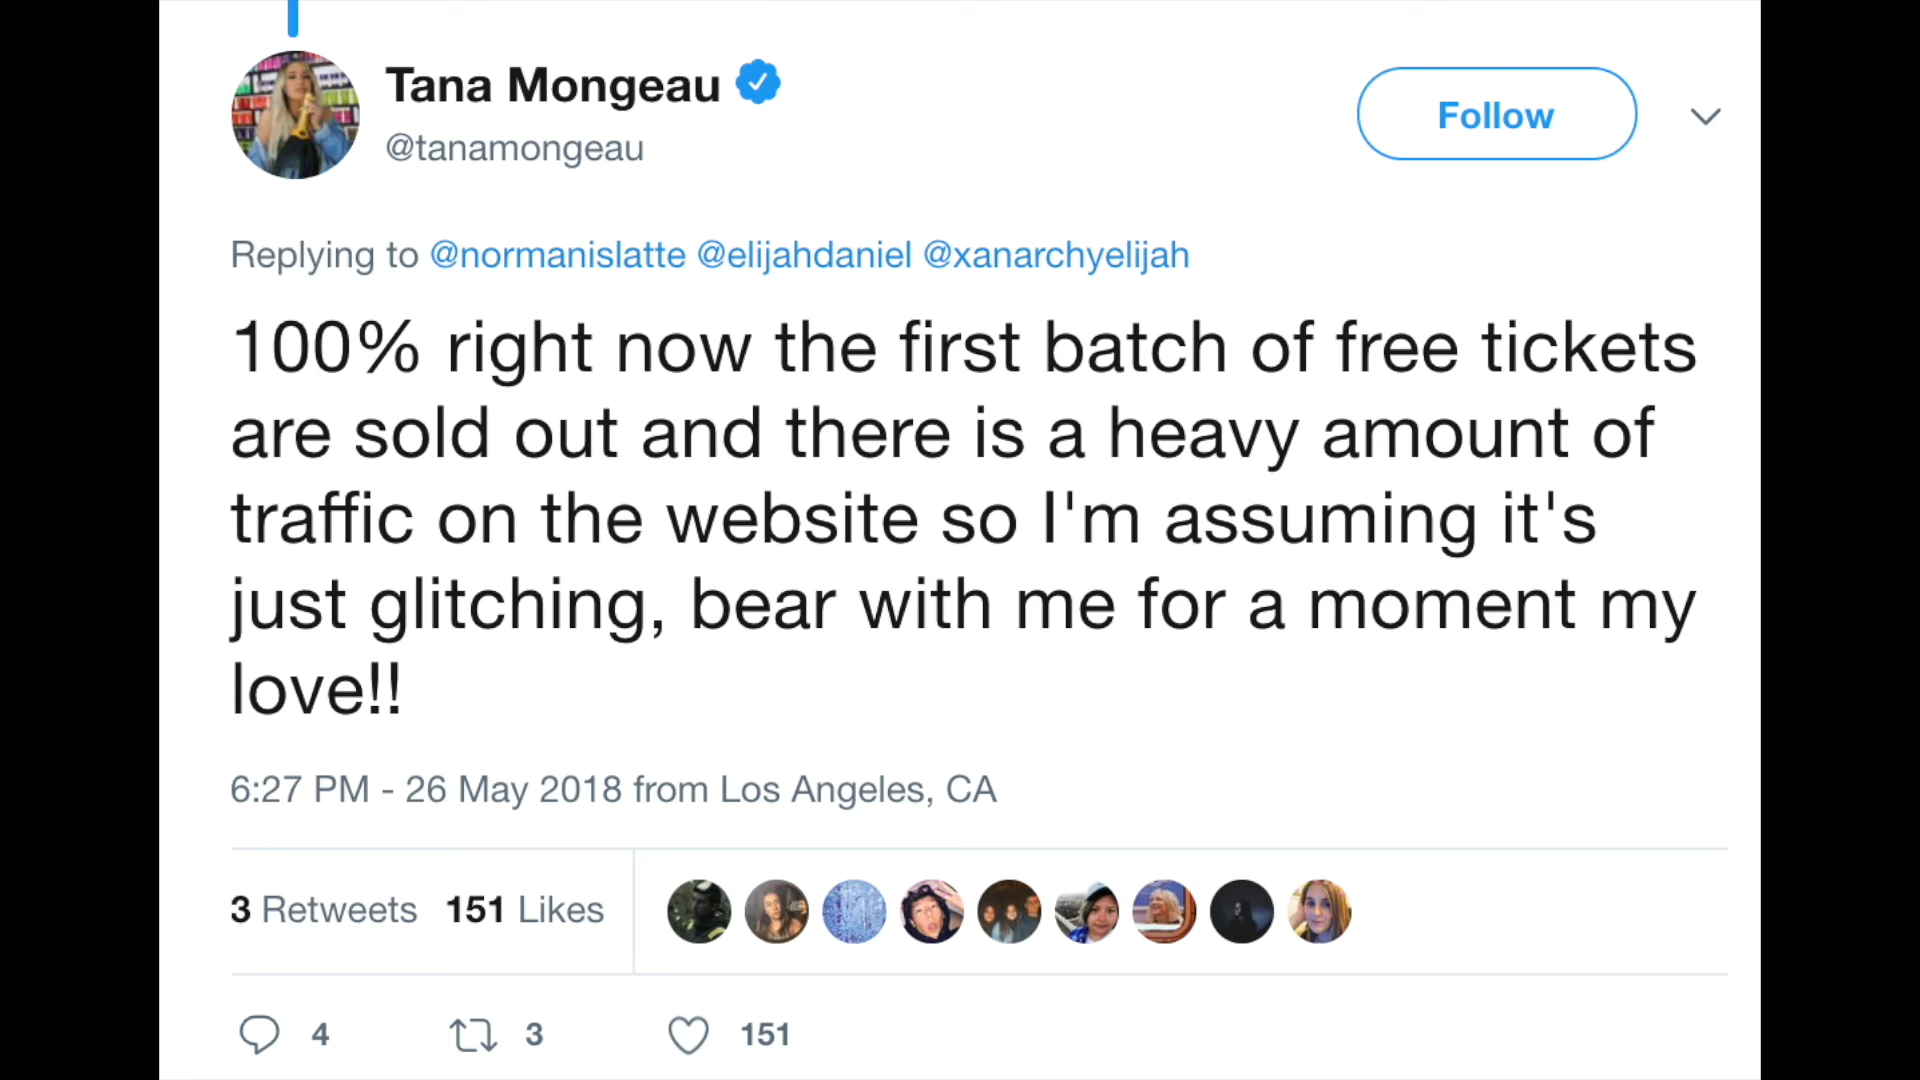 Tana Mongeau
@tanamongeau
Follow
Replying to @normanislatte @elijahdaniel @xanarchyelijah
100% right now the first batch of free tickets
are sold out and there is a heavy amount of
traffic on the website so I'm assuming it's
just glitching, bear with me for a moment my
love!!
6:27 PM - 26 May 2018 from Los Angeles, CA
3 Retweets 151 Likes
4 3 151